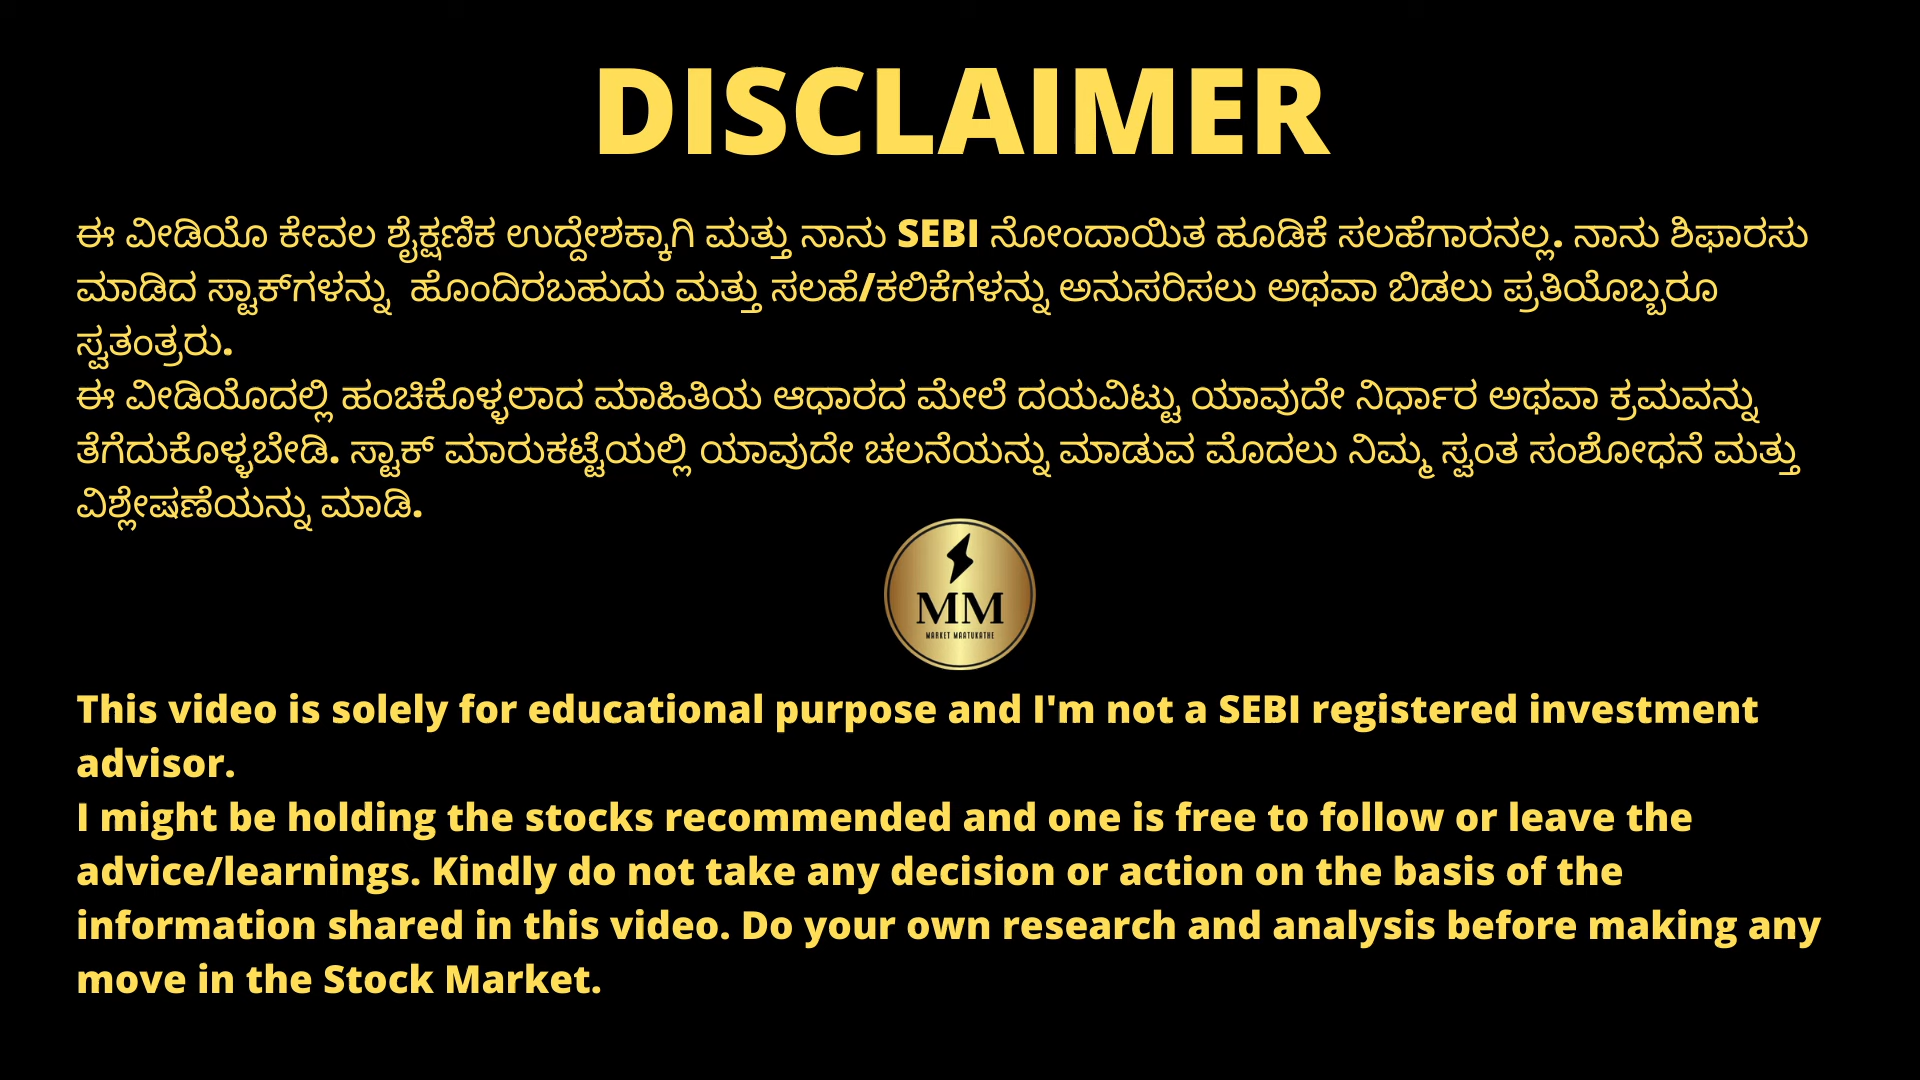 DISCLAIMER
ಈ ವೀಡಿಯೊ ಕೇವಲ ಶೈಕ್ಷಣಿಕ ಉದ್ದೇಶಕ್ಕಾಗಿ ಮತ್ತು ನಾನು SEBI ನೋಂದಾಯಿತ ಹೂಡಿಕೆ ಸಲಹೆಗಾರನಲ್ಲ. ನಾನು ಶಿಫಾರಸು
ಮಾಡಿದ ಸ್ಟಾಕ್‌ಗಳನ್ನು ಹೊಂದಿರಬಹುದು ಮತ್ತು ಸಲಹೆ/ಕಲಿಕೆಗಳನ್ನು ಅನುಸರಿಸಲು ಅಥವಾ ಬಿಡಲು ಪ್ರತಿಯೊಬ್ಬರೂ
ಸ್ವತಂತ್ರರು.
ಈ ವೀಡಿಯೊದಲ್ಲಿ ಹಂಚಿಕೊಳ್ಳಲಾದ ಮಾಹಿತಿಯ ಆಧಾರದ ಮೇಲೆ ದಯವಿಟ್ಟು ಯಾವುದೇ ನಿರ್ಧಾರ ಅಥವಾ ಕ್ರಮವನ್ನು
ತೆಗೆದುಕೊಳ್ಳಬೇಡಿ. ಸ್ಟಾಕ್ ಮಾರುಕಟ್ಟೆಯಲ್ಲಿ ಯಾವುದೇ ಚಲನೆಯನ್ನು ಮಾಡುವ ಮೊದಲು ನಿಮ್ಮ ಸ್ವಂತ ಸಂಶೋಧನೆ ಮತ್ತು
ವಿಶ್ಲೇಷಣೆಯನ್ನು ಮಾಡಿ.
MM
MARKET MAATUKATHE
This video is solely for educational purpose and I'm not a SEBI registered investment
advisor.
I might be holding the stocks recommended and one is free to follow or leave the
advice/learnings. Kindly do not take any decision or action on the basis of the
information shared in this video. Do your own research and analysis before making any
move in the Stock Market.